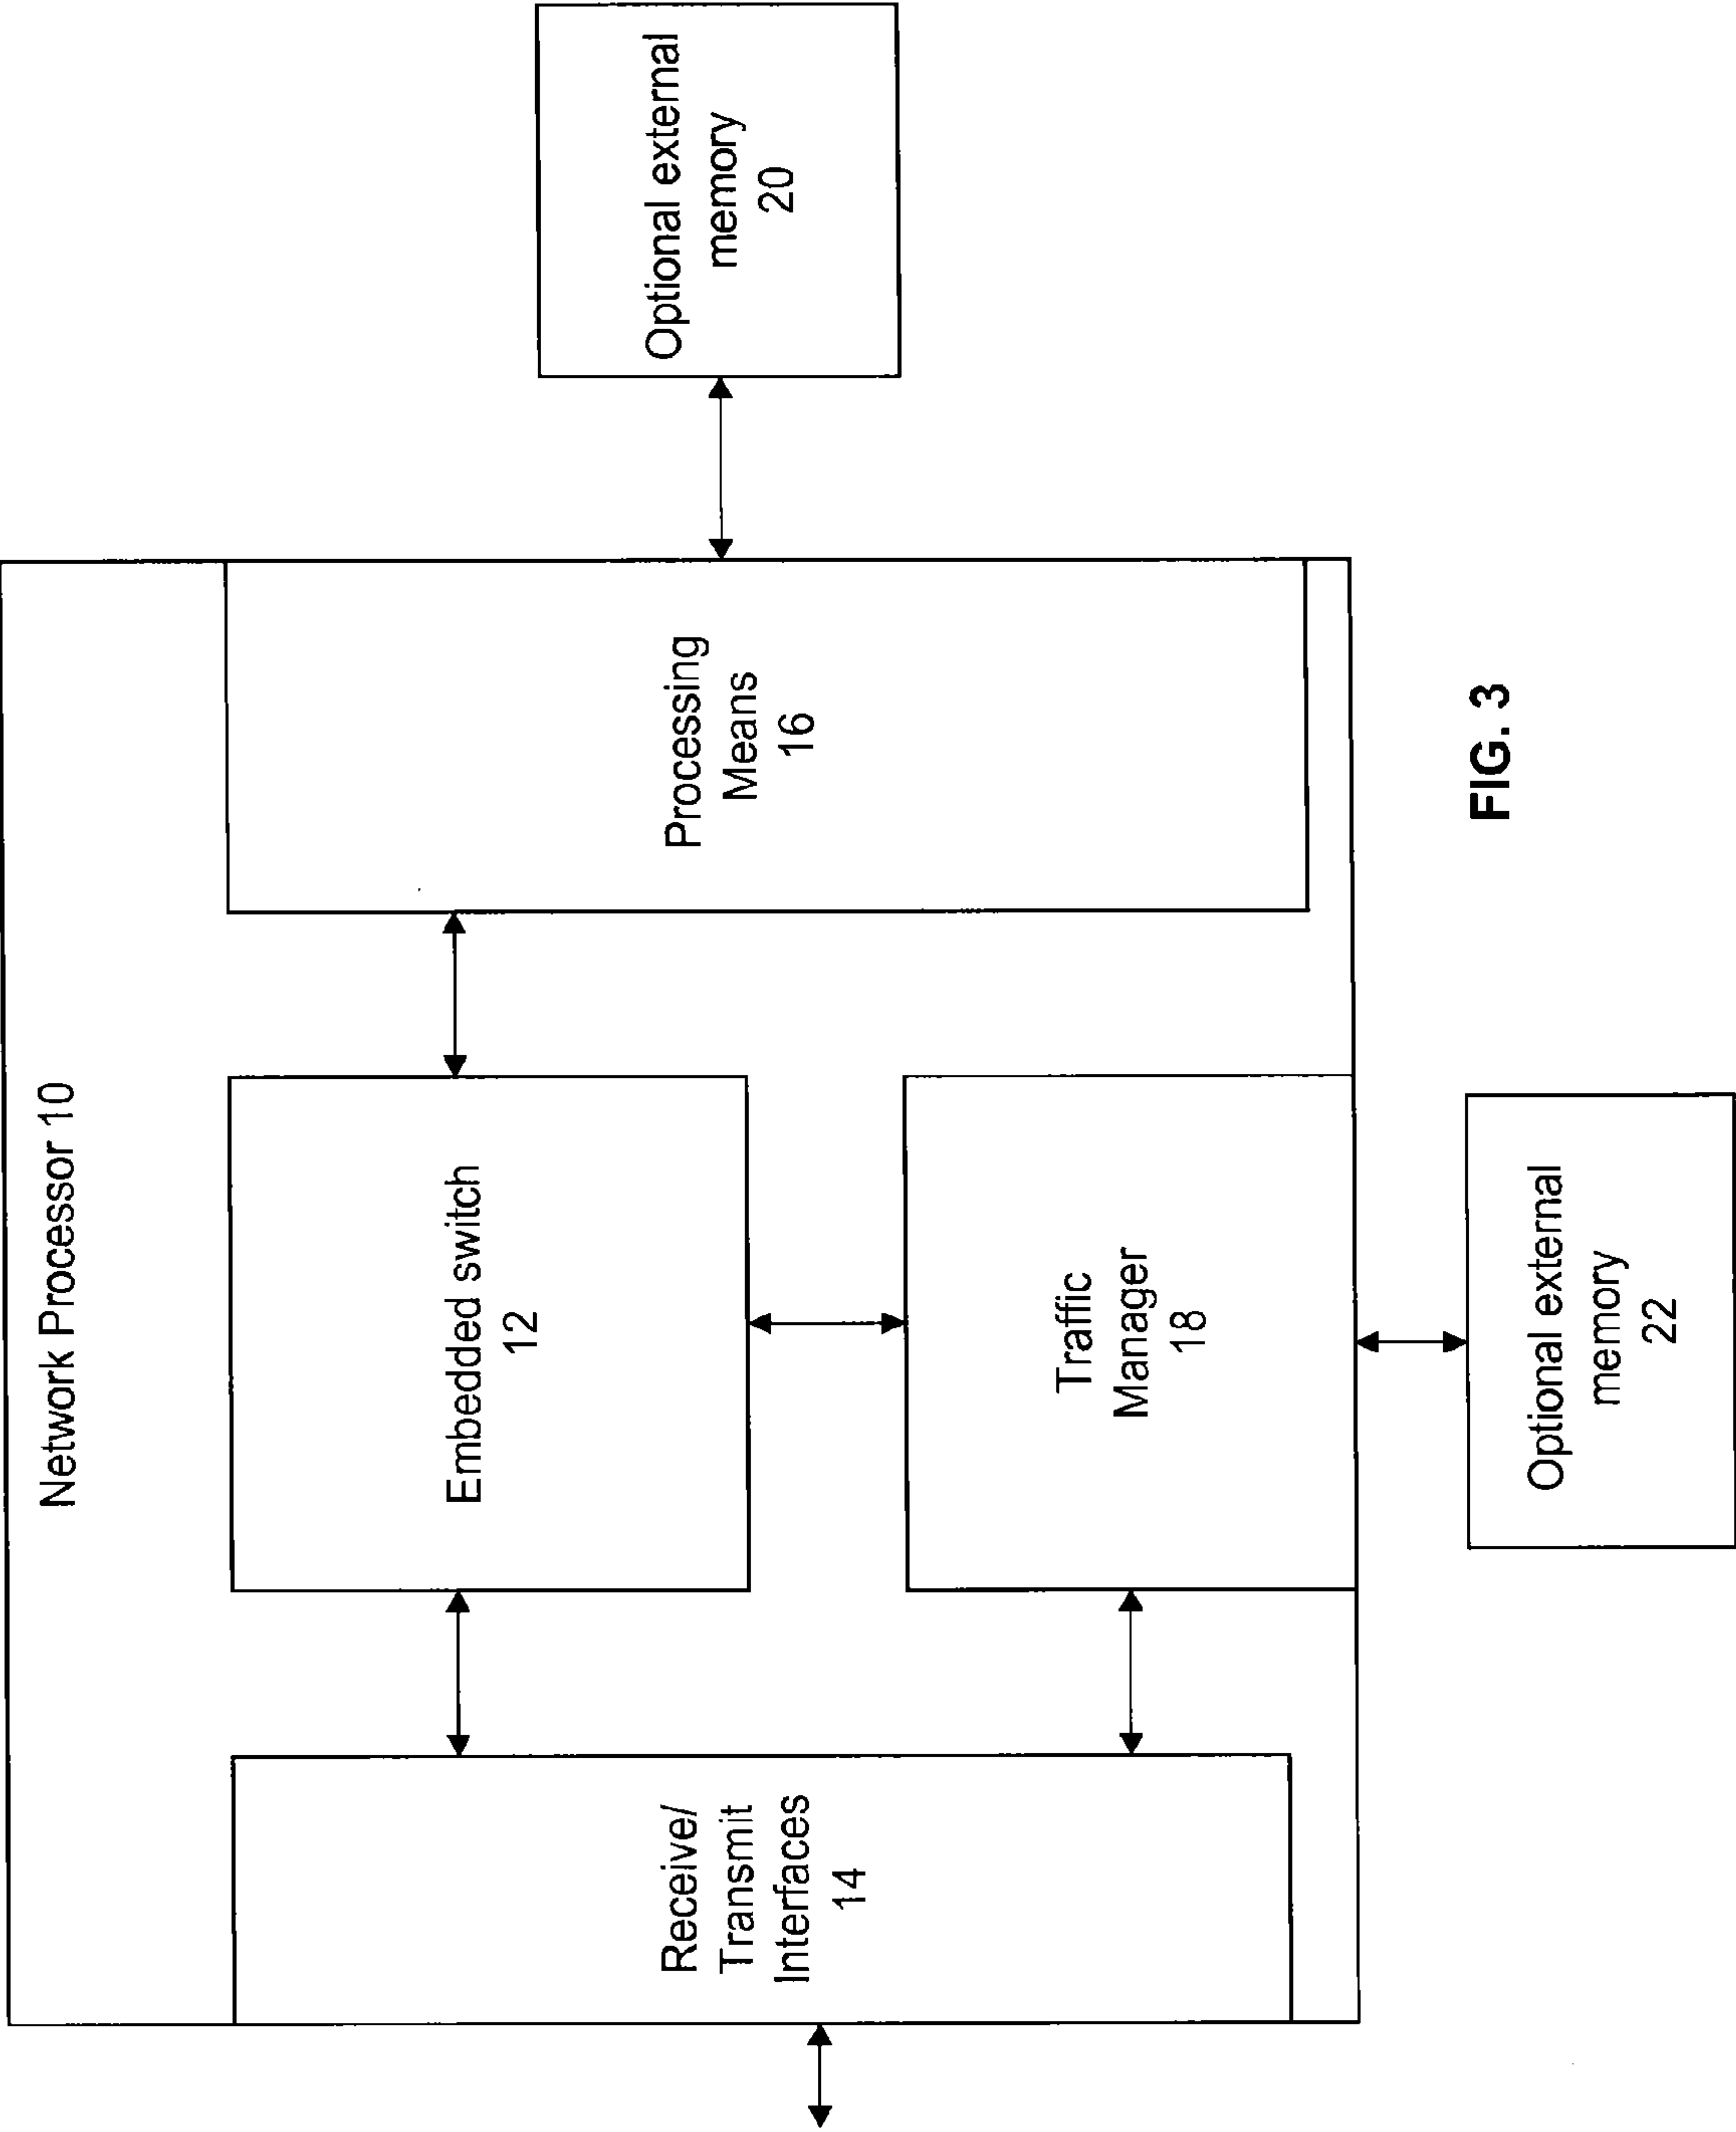 Network Processor 10
Receive/
Transmit
Interfaces
14
Embedded switch
12
Traffic
Manager
18
Processing
Means
16
Optional external
memory
20
Optional external
memory
22
FIG. 3